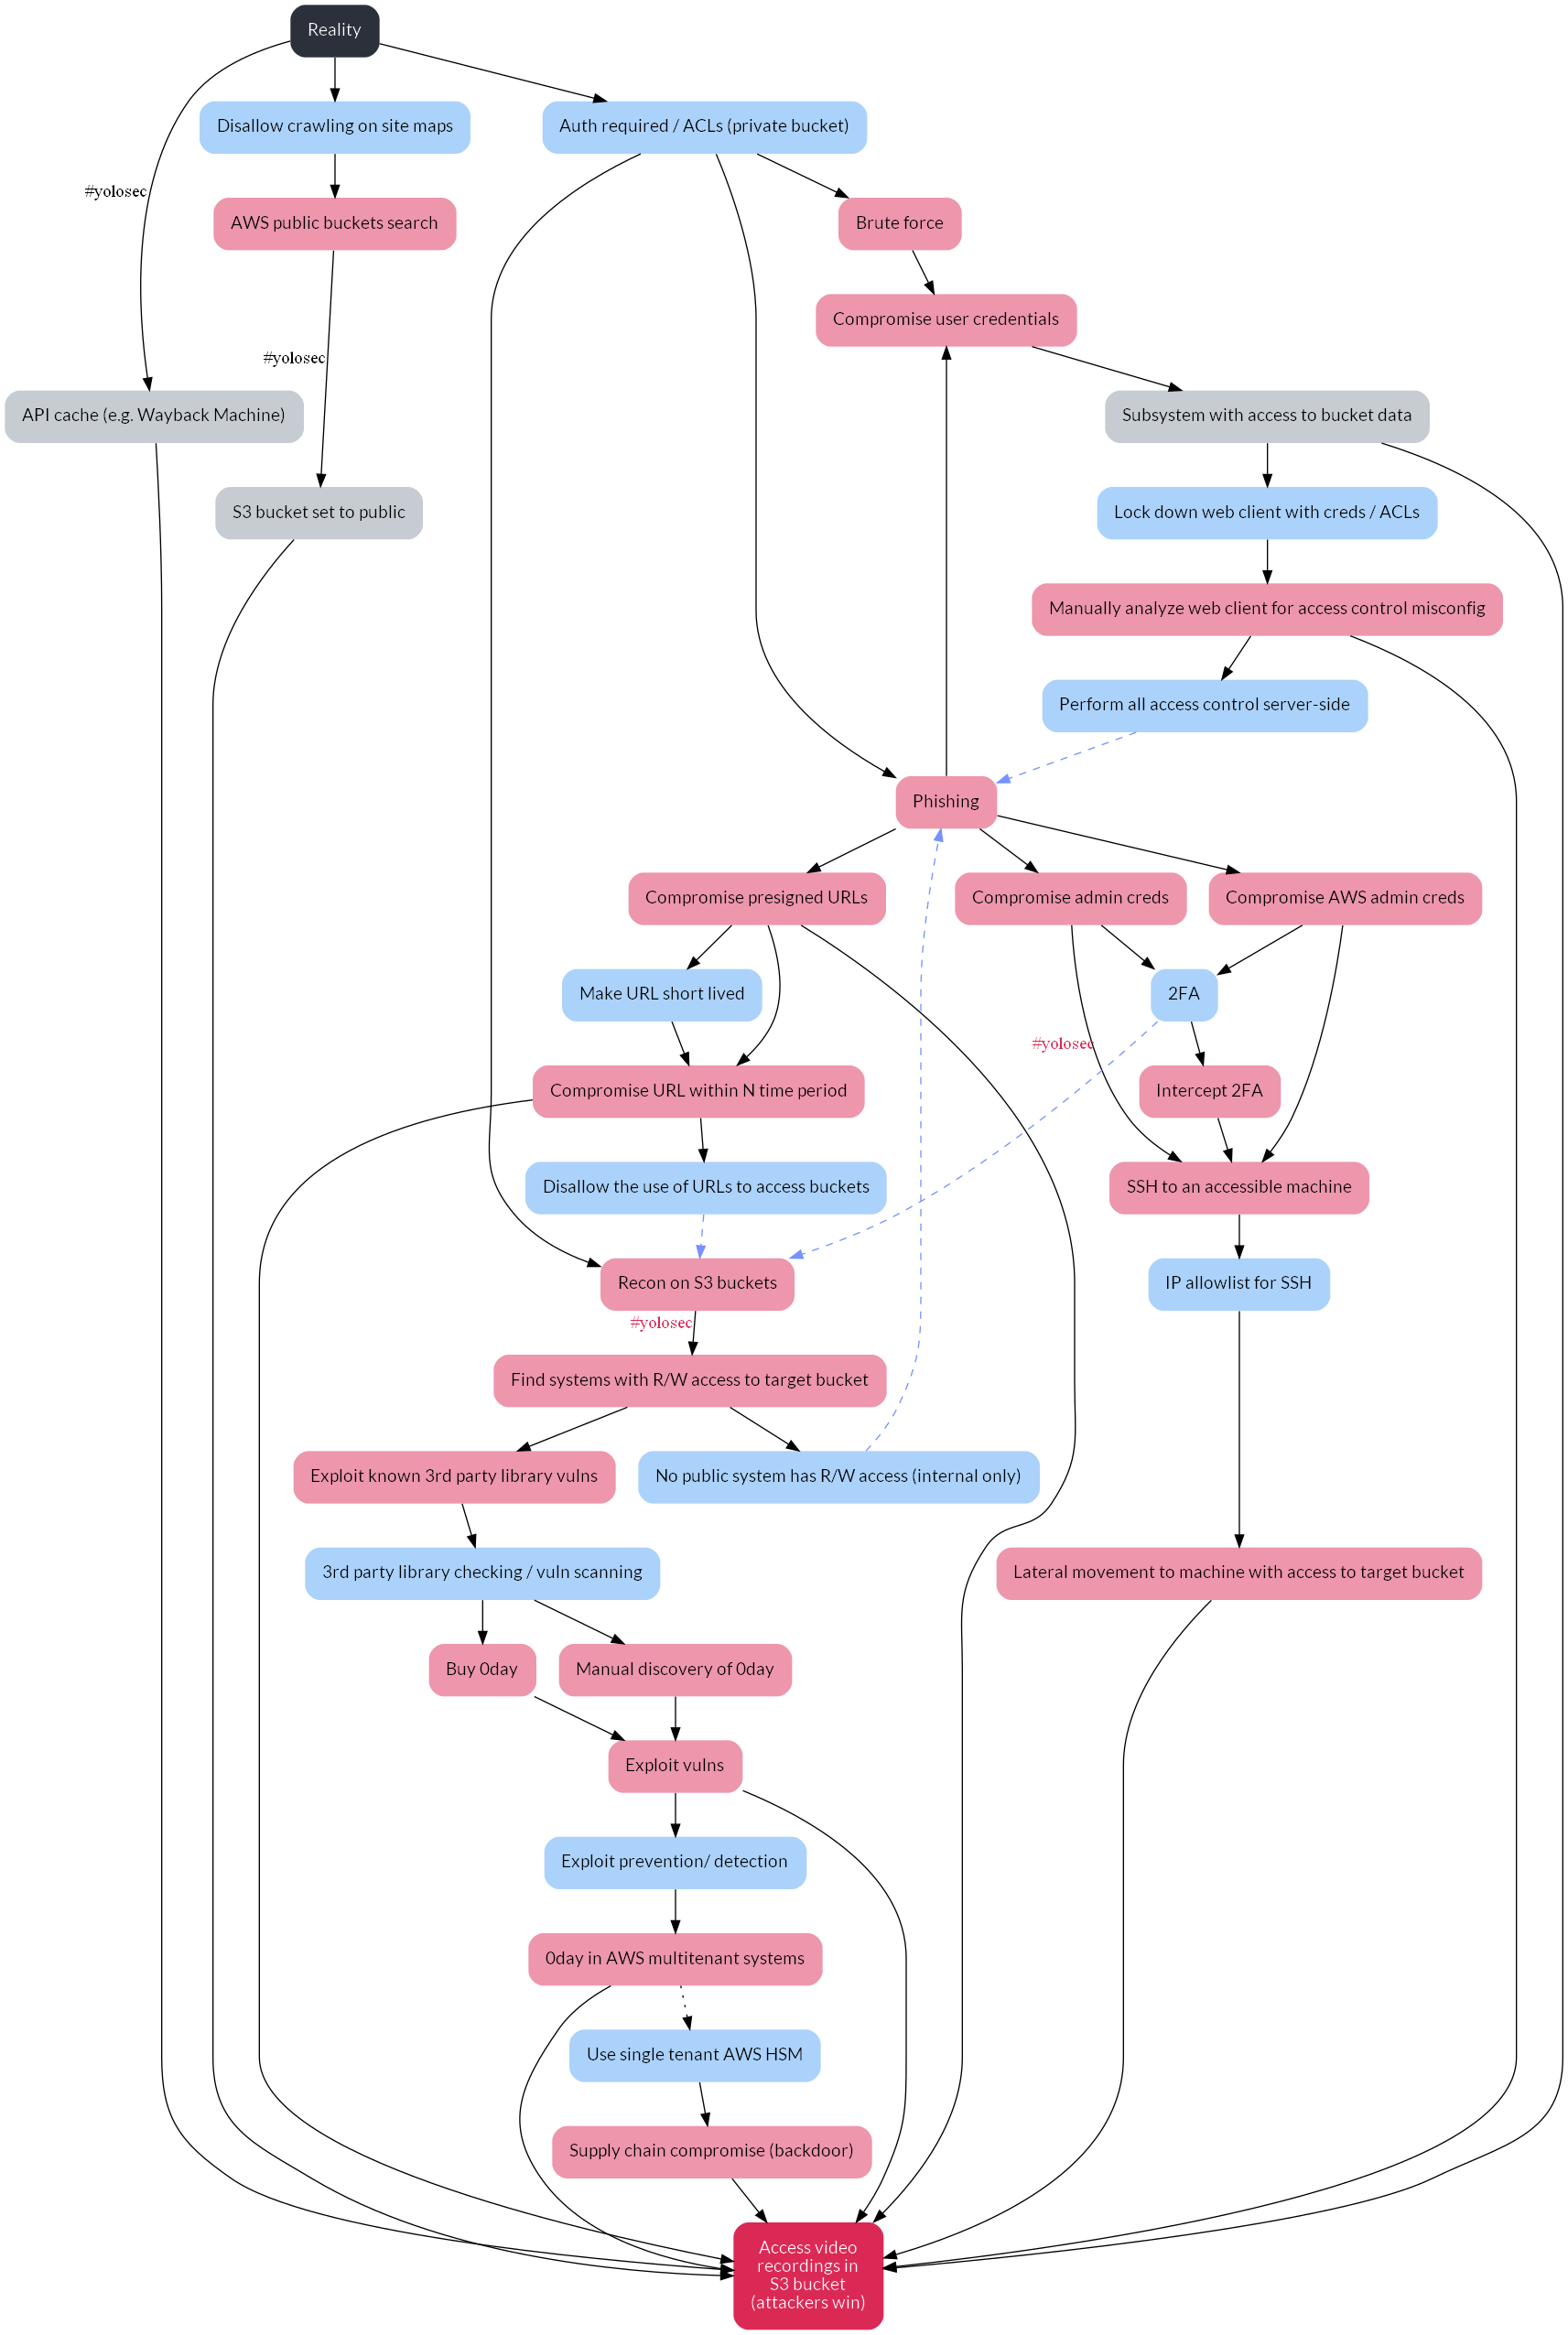 Reality
Disallow crawling on site maps
Auth required / ACLs (private bucket)
#yolosec
AWS public buckets search
Brute force
Compromise user credentials
#yolosec
API cache (e.g. Wayback Machine)
Subsystem with access to bucket data
S3 bucket set to public
Lock down web client with creds / ACLs
Manually analyze web client for access control misconfig
Perform all access control server-side
Phishing
Compromise presigned URLs
Compromise admin creds
Compromise AWS admin creds
Make URL short lived
2FA
#yolosec
Compromise URL within N time period
Intercept 2FA
Disallow the use of URLs to access buckets
SSH to an accessible machine
Recon on S3 buckets
IP allowlist for SSH
#yolosec
Find systems with R/W access to target bucket
Exploit known 3rd party library vulns
No public system has R/W access (internal only)
3rd party library checking / vuln scanning
Lateral movement to machine with access to target bucket
Buy 0day
Manual discovery of 0day
Exploit vulns
Exploit prevention/ detection
0day in AWS multitenant systems
Use single tenant AWS HSM
Supply chain compromise (backdoor)
Access video
recordings in
S3 bucket
(attackers win)